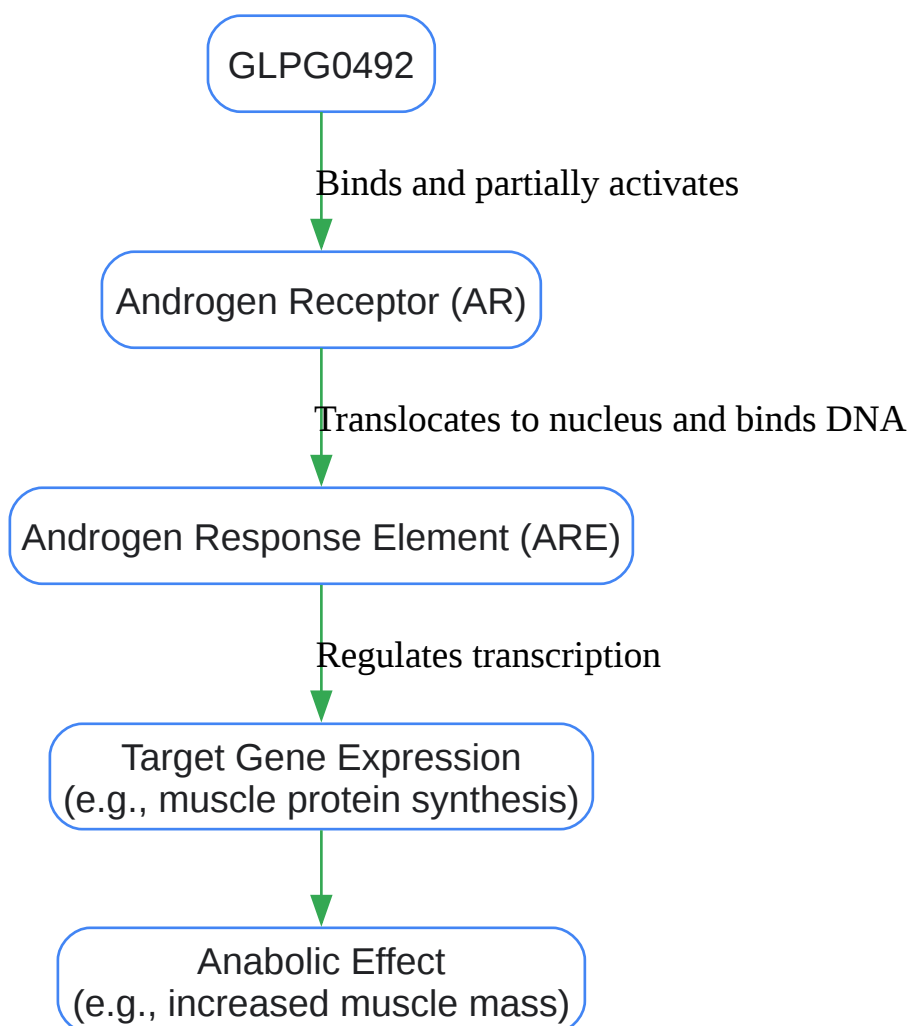 GLPG0492
Binds and partially activates
Androgen Receptor (AR)
Translocates to nucleus and binds DNA
Androgen Response Element (ARE)
Regulates transcription
Target Gene Expression
(e.g., muscle protein synthesis)
Anabolic Effect
(e.g., increased muscle mass)